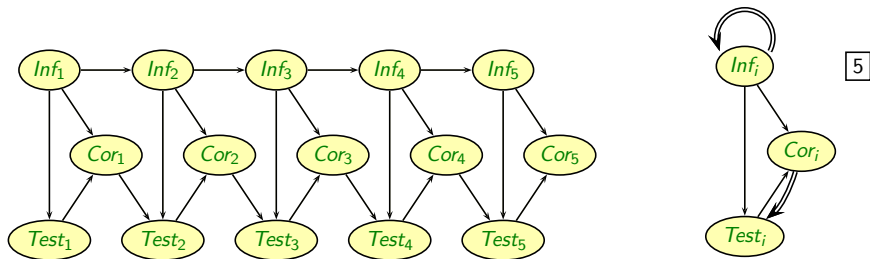 Inf₁ Inf₂ Inf₃ Inf₄ Inf₅ Infᵢ 5
Cor₁ Cor₂ Cor₃ Cor₄ Cor₅ Corᵢ
Test₁ Test₂ Test₃ Test₄ Test₅ Testᵢ